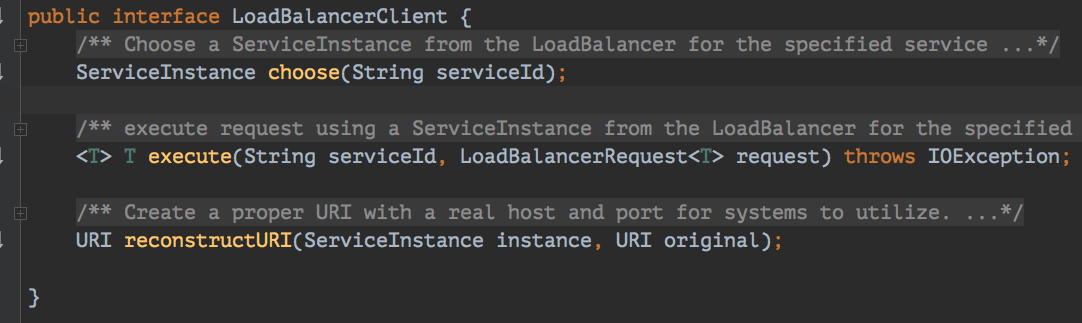 public interface LoadBalancerClient {
/** Choose a ServiceInstance from the LoadBalancer for the specified service ...*/
ServiceInstance choose(String serviceId);
/** execute request using a ServiceInstance from the LoadBalancer for the specified
<T> T execute(String serviceId, LoadBalancerRequest<T> request) throws IOException;
/** Create a proper URI with a real host and port for systems to utilize. ...*/
URI reconstructURI(ServiceInstance instance, URI original);
}